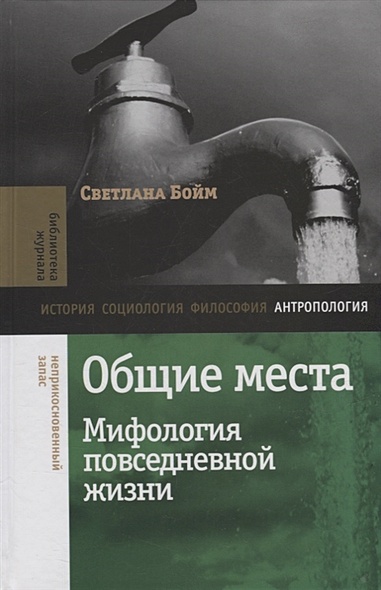 Светлана Бойм
библиотека
журнала
ИСТОРИЯ СОЦИОЛОГИЯ ФИЛОСОФИЯ АНТРОПОЛОГИЯ
неприкосновенный
запас
Общие места
Мифология
повседневной
жизни